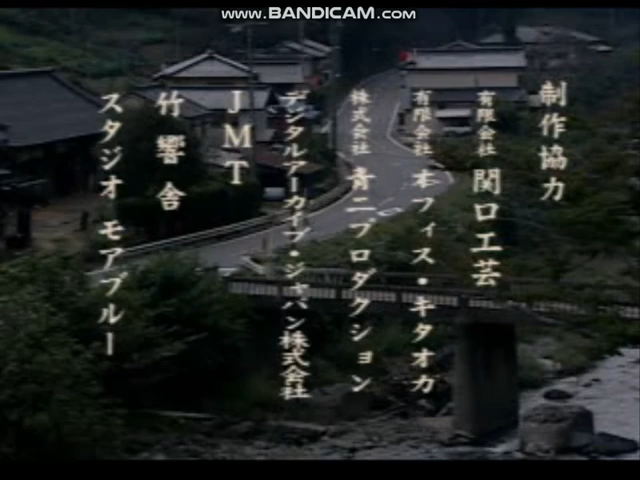 www.BANDICAM.com
制作協力
有限会社 関口工芸
有限会社 オフィス・キタオカ
株式会社 青二プロダクション
デンタルアーカイブ・ジャパン株式会社
JMT
竹響舎
スタジオ モアブルー